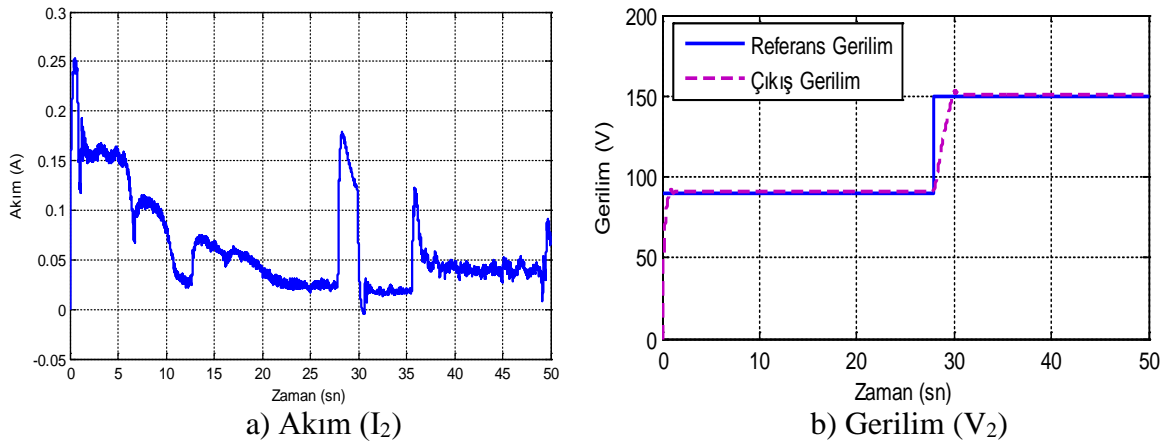 0.3
0.25
0.2
0.15
0.1
0.05
0
-0.05
Akım (A)
0 5 10 15 20 25 30 35 40 45 50
Zaman (sn)
a) Akım (I₂)
200
150
100
50
0
Gerilim (V)
Referans Gerilim
Çıkış Gerilim
0 10 20 30 40 50
Zaman (sn)
b) Gerilim (V₂)